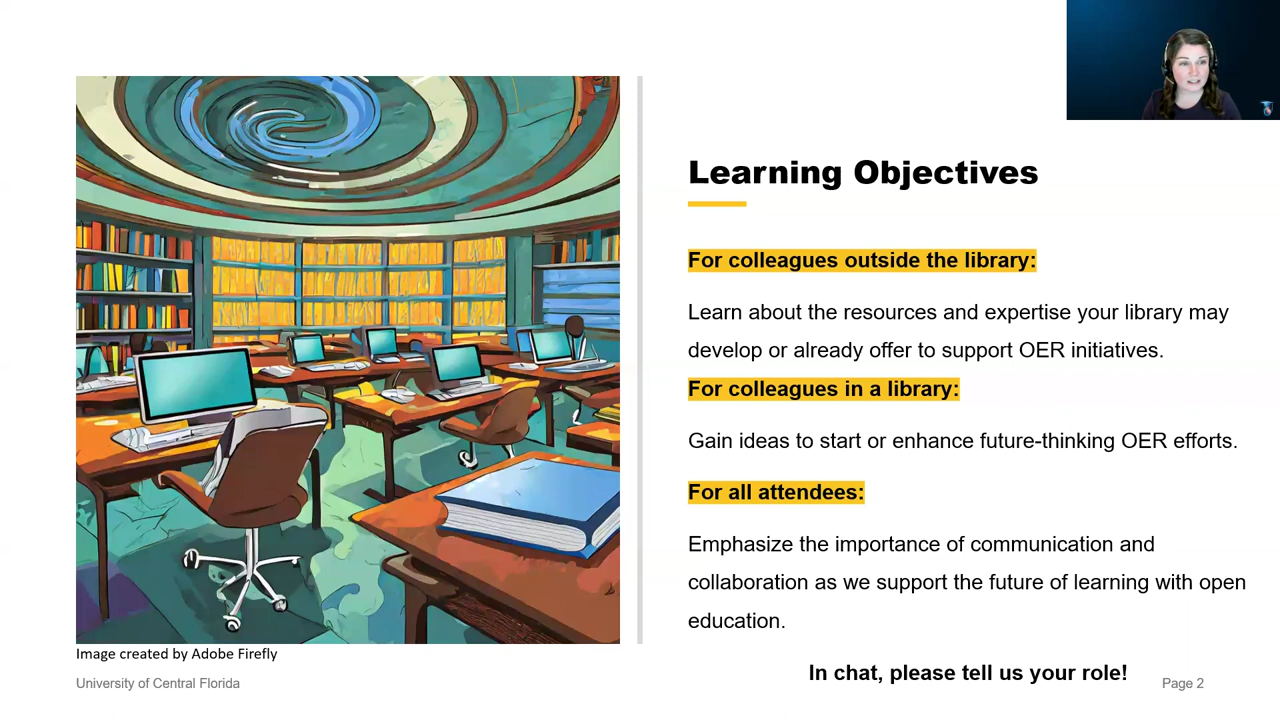 Learning Objectives
For colleagues outside the library:
Learn about the resources and expertise your library may
develop or already offer to support OER initiatives.
For colleagues in a library:
Gain ideas to start or enhance future-thinking OER efforts.
For all attendees:
Emphasize the importance of communication and
collaboration as we support the future of learning with open
education.
In chat, please tell us your role!
Image created by Adobe Firefly
University of Central Florida
Page 2